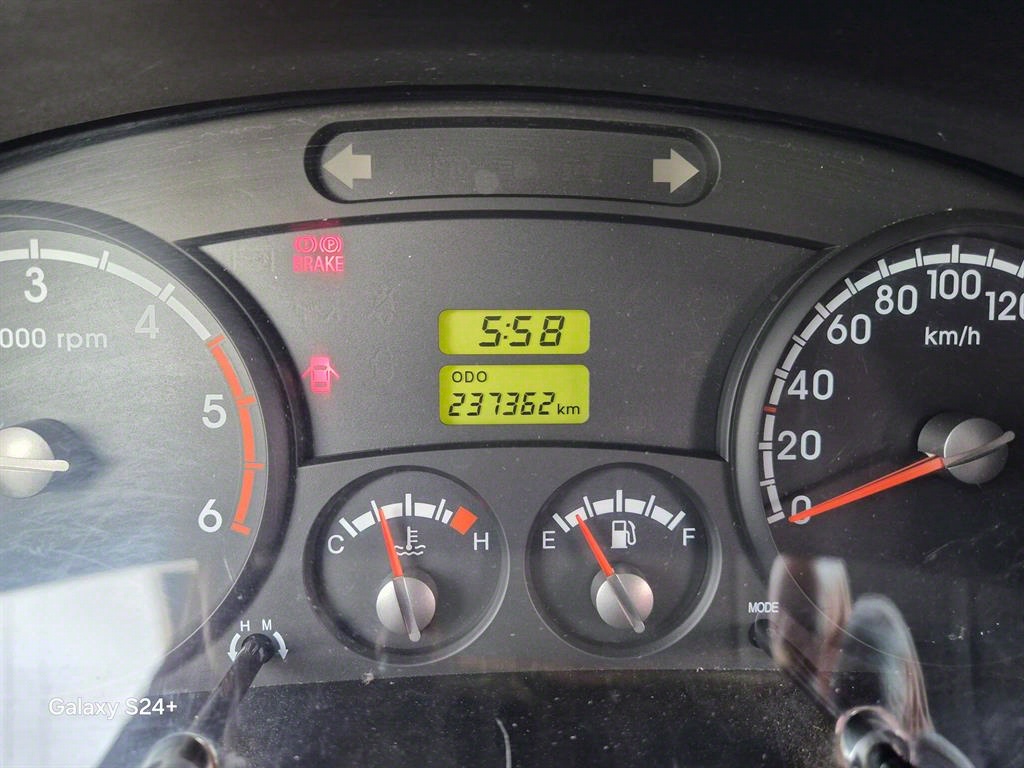 BRAKE
3
4
5
6
000 rpm
5:58
ODO
237362 km
0
20
40
60
80
100
120
km/h
C
H
E
F
H M
MODE
Galaxy S24+